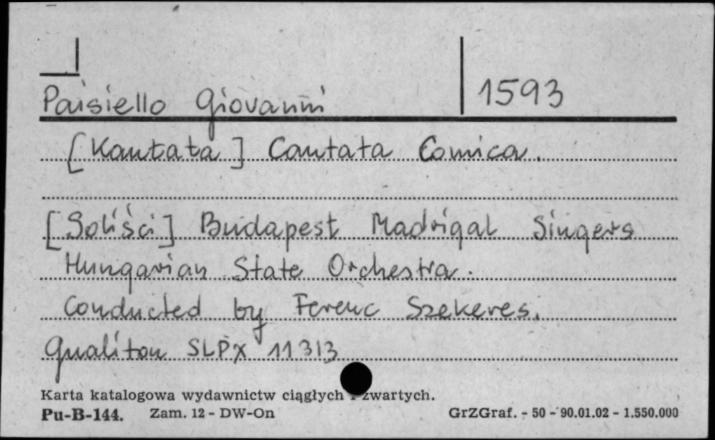 Paisiello Giovanni 1593
[Kantata] Cantata Comica.
[Soliści] Budapest Madrigal Singers
Hungarian State Orchestra.
Conducted by Ferenc Szekeres.
Qualiton SLPX 11313
Karta katalogowa wydawnictw ciągłych i zwartych.
Pu-B-144. Zam. 12 - DW-On GrZGraf. - 50 - 90.01.02 - 1.550.000